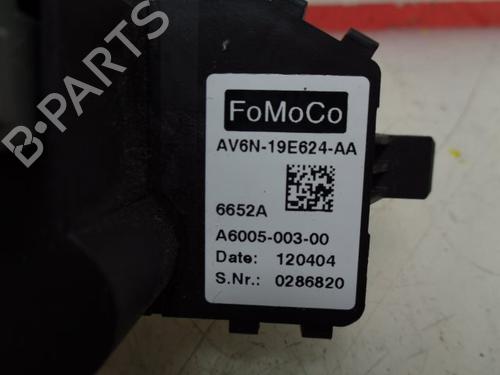 FoMoCo
AV6N-19E624-AA
6652A
A6005-003-00
Date: 120404
S.Nr.: 0286820
B-PARTS